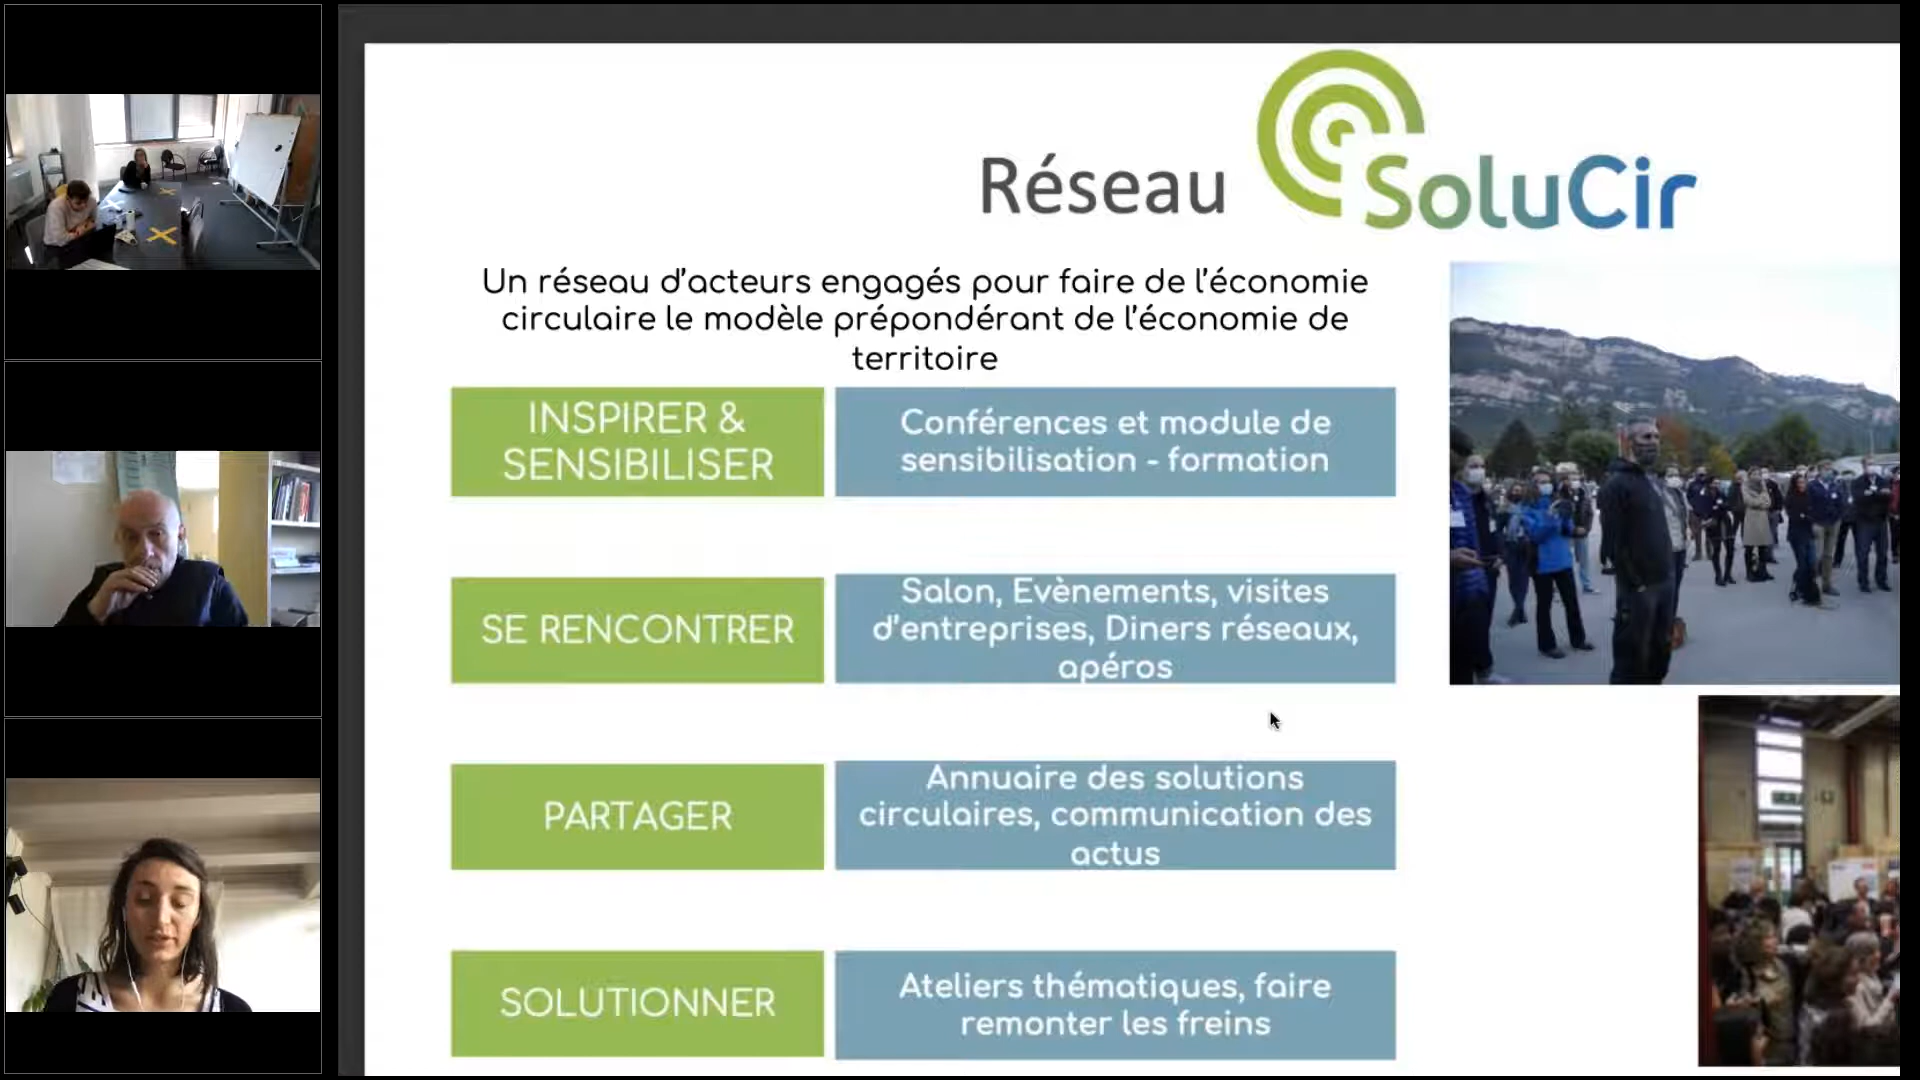 Réseau
SoluCir
Un réseau d’acteurs engagés pour faire de l’économie
circulaire le modèle prépondérant de l’économie de
territoire
INSPIRER &
SENSIBILISER
Conférences et module de
sensibilisation - formation
SE RENCONTRER
Salon, Evènements, visites
d’entreprises, Diners réseaux,
apéros
PARTAGER
Annuaire des solutions
circulaires, communication des
actus
SOLUTIONNER
Ateliers thématiques, faire
remonter les freins